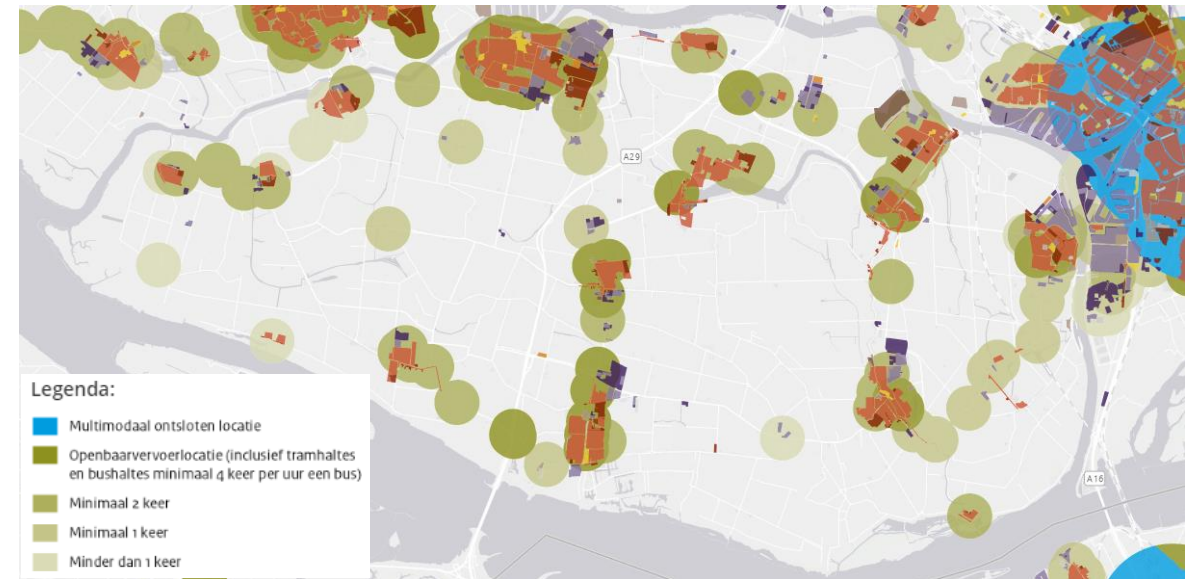 A29
A16
Legenda:
Multimodaal ontsloten locatie
Openbaarvervoerlocatie (inclusief tramhaltes
en bushaltes minimaal 4 keer per uur een bus)
Minimaal 2 keer
Minimaal 1 keer
Minder dan 1 keer